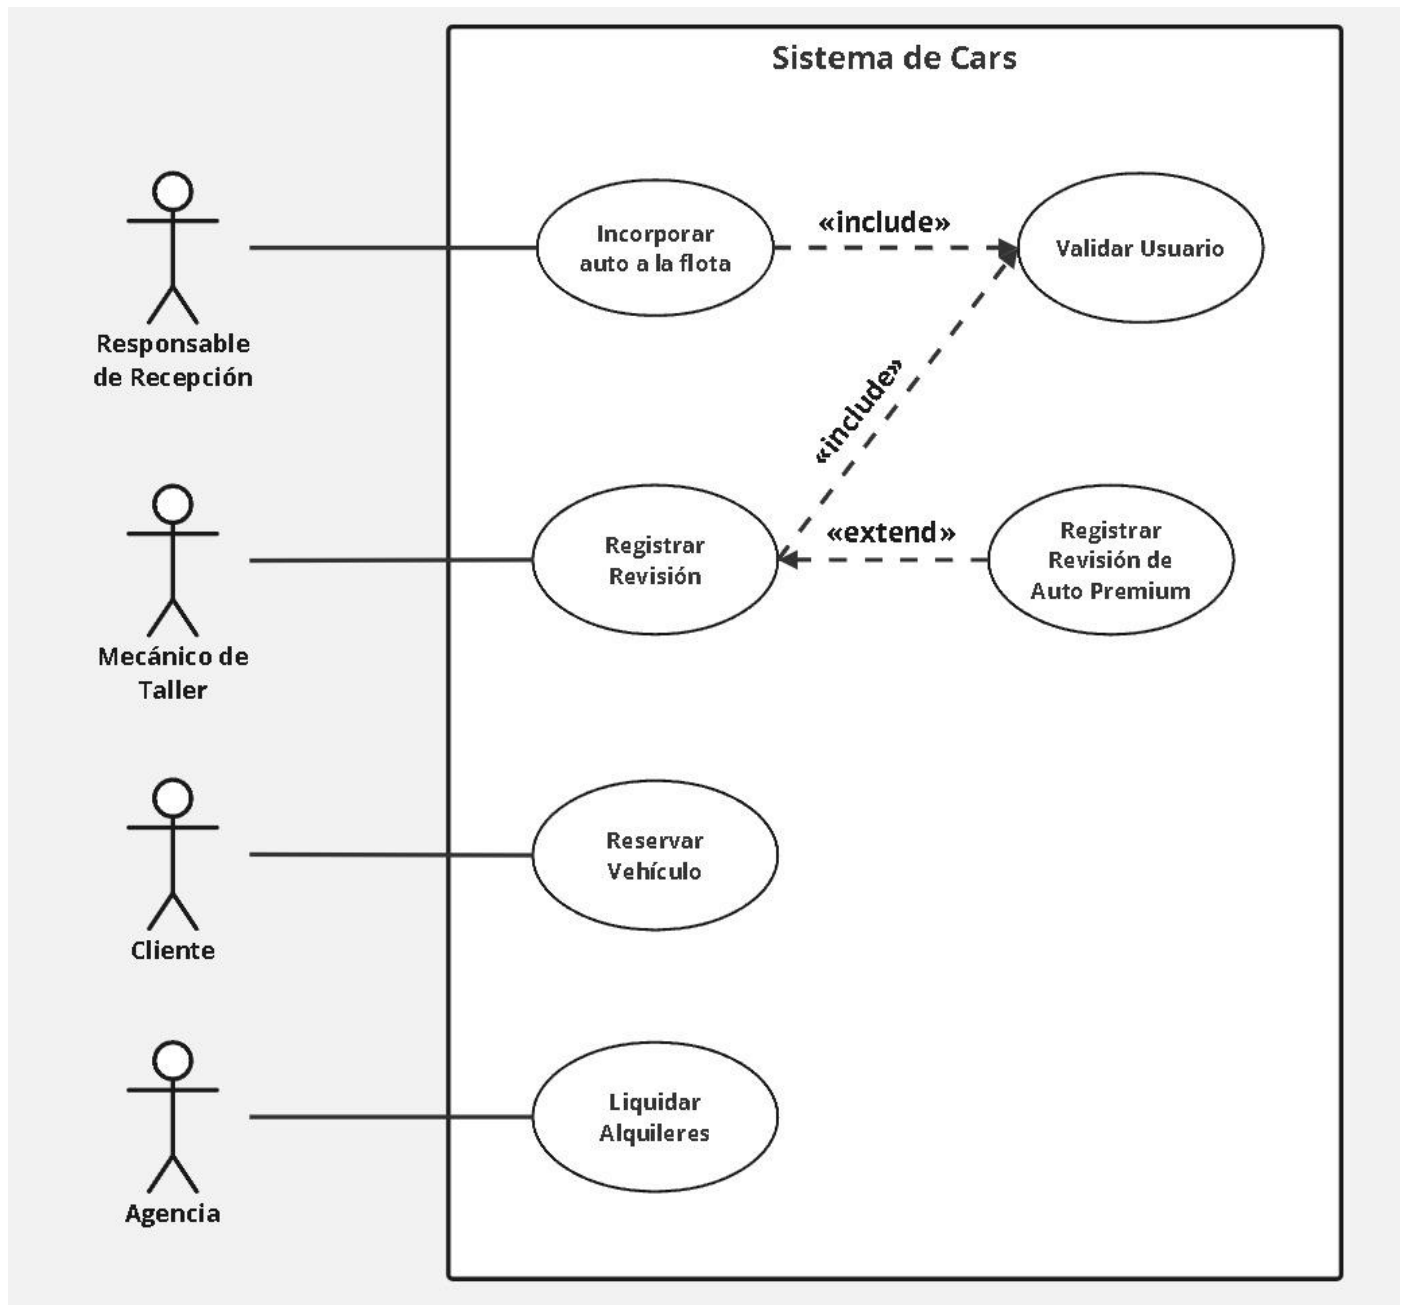 Sistema de Cars
Incorporar
auto a la flota
«include»
Validar Usuario
Responsable
de Recepción
«include»
Registrar
Revisión
«extend»
Registrar
Revisión de
Auto Premium
Mecánico de
Taller
Reservar
Vehículo
Cliente
Liquidar
Alquileres
Agencia